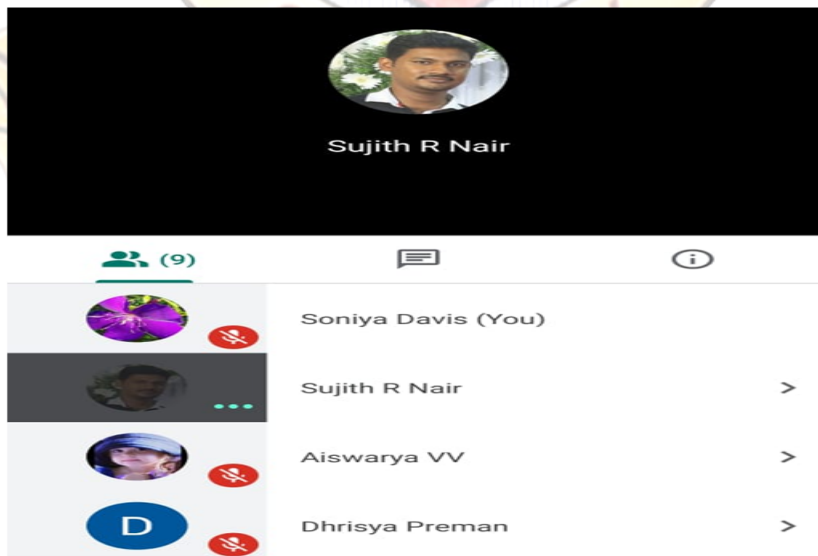 Sujith R Nair
(9)
Soniya Davis (You)
Sujith R Nair
Aiswarya VV
D
Dhrisya Preman